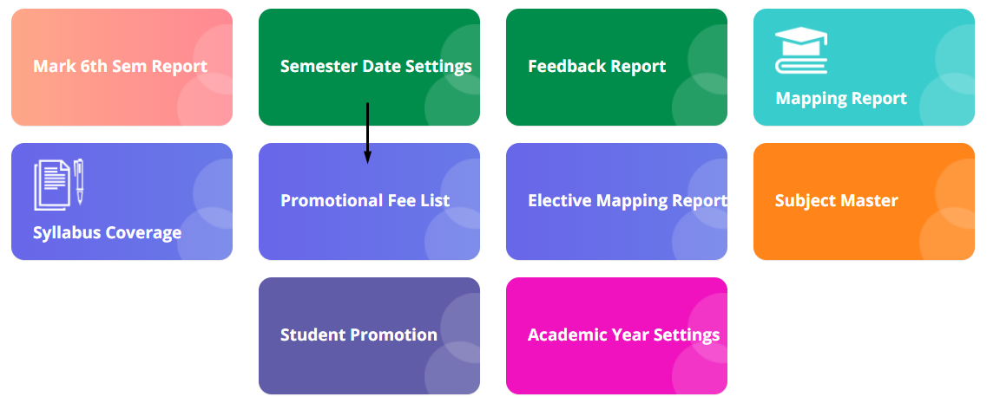 Mark 6th Sem Report
Semester Date Settings
Feedback Report
Mapping Report
Syllabus Coverage
Promotional Fee List
Elective Mapping Report
Subject Master
Student Promotion
Academic Year Settings